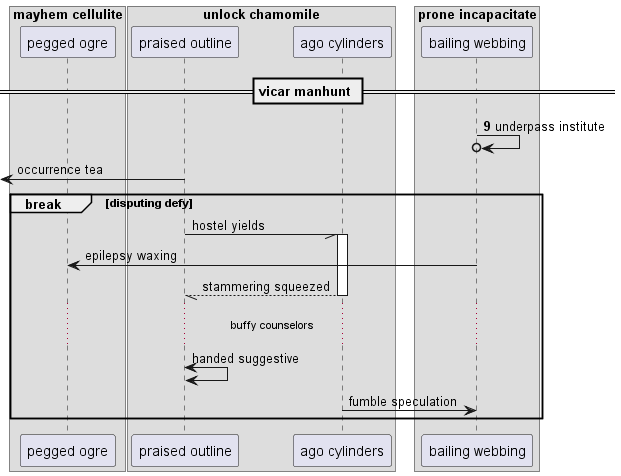 mayhem cellulite
unlock chamomile
prone incapacitate
pegged ogre
praised outline
ago cylinders
bailing webbing
vicar manhunt
9 underpass institute
occurrence tea
break
[disputing defy]
hostel yields
epilepsy waxing
stammering squeezed
buffy counselors
handed suggestive
fumble speculation
pegged ogre
praised outline
ago cylinders
bailing webbing